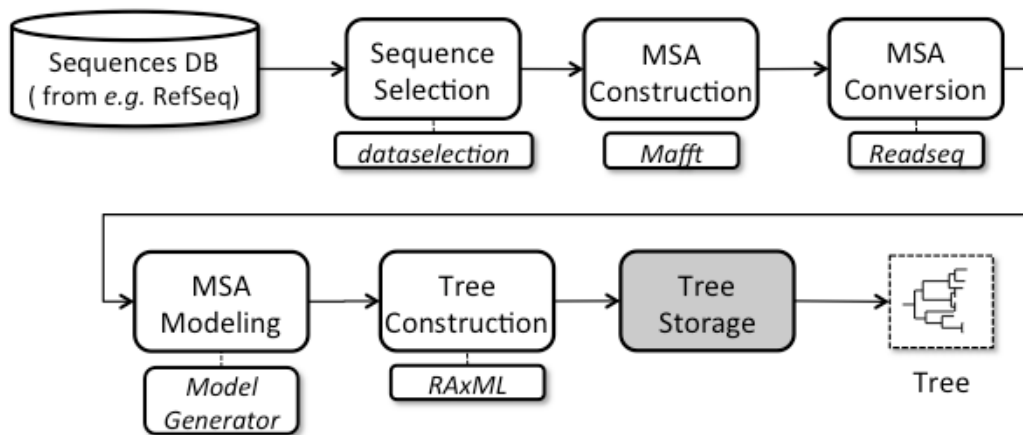 Sequences DB
( from e.g. RefSeq)
Sequence
Selection
dataselection
MSA
Construction
Mafft
MSA
Conversion
Readseq
MSA
Modeling
Model
Generator
Tree
Construction
RAxML
Tree
Storage
Tree